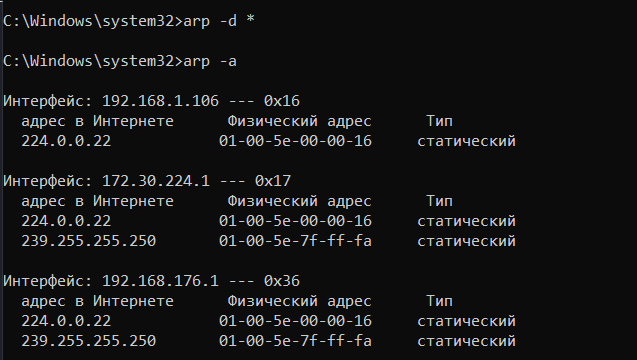 C:\Windows\system32>arp -d *
C:\Windows\system32>arp -a
Интерфейс: 192.168.1.106 --- 0x16
адрес в Интернете Физический адрес Тип
224.0.0.22 01-00-5e-00-00-16 статический
Интерфейс: 172.30.224.1 --- 0x17
адрес в Интернете Физический адрес Тип
224.0.0.22 01-00-5e-00-00-16 статический
239.255.255.250 01-00-5e-7f-ff-fa статический
Интерфейс: 192.168.176.1 --- 0x36
адрес в Интернете Физический адрес Тип
224.0.0.22 01-00-5e-00-00-16 статический
239.255.255.250 01-00-5e-7f-ff-fa статический